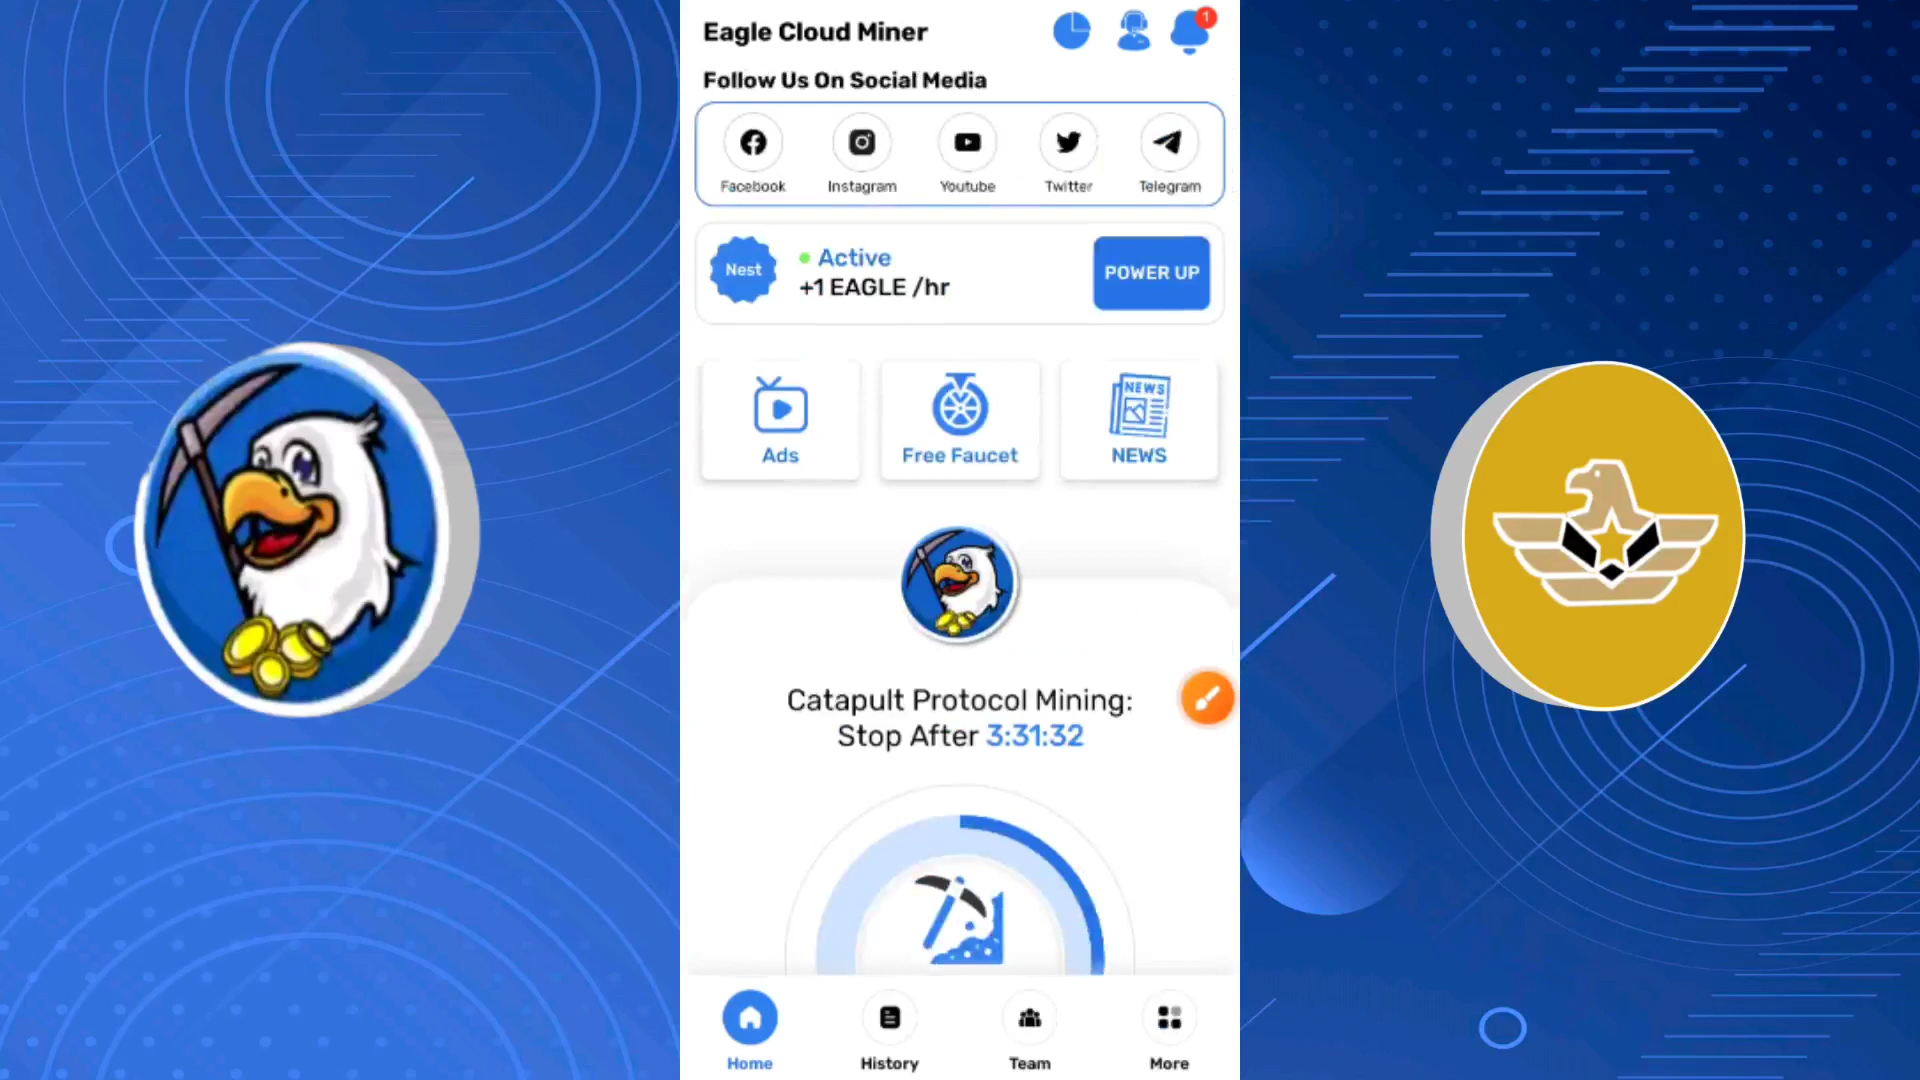 Eagle Cloud Miner
1
Follow Us On Social Media
Facebook Instagram Youtube Twitter Telegram
Nest
Active
+1 EAGLE /hr
POWER UP
NEWS
Ads Free Faucet NEWS
Catapult Protocol Mining:
Stop After 3:31:32
Home History Team More